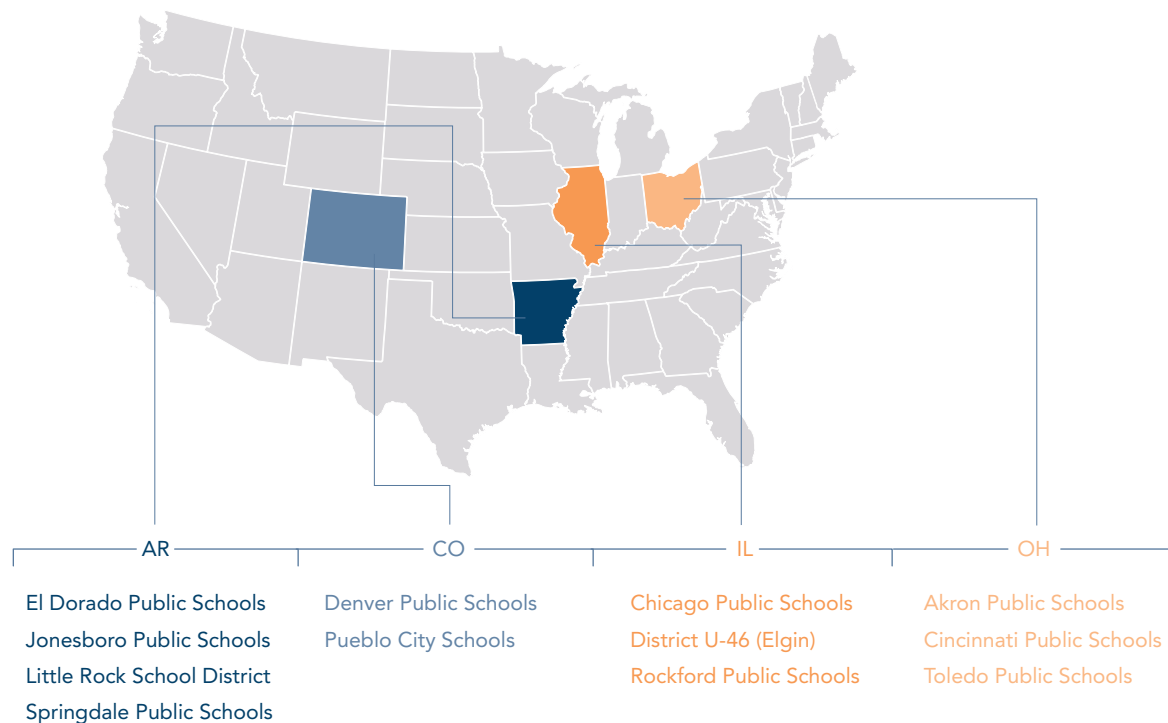 AR
CO
IL
OH
El Dorado Public Schools
Jonesboro Public Schools
Little Rock School District
Springdale Public Schools
Denver Public Schools
Pueblo City Schools
Chicago Public Schools
District U-46 (Elgin)
Rockford Public Schools
Akron Public Schools
Cincinnati Public Schools
Toledo Public Schools